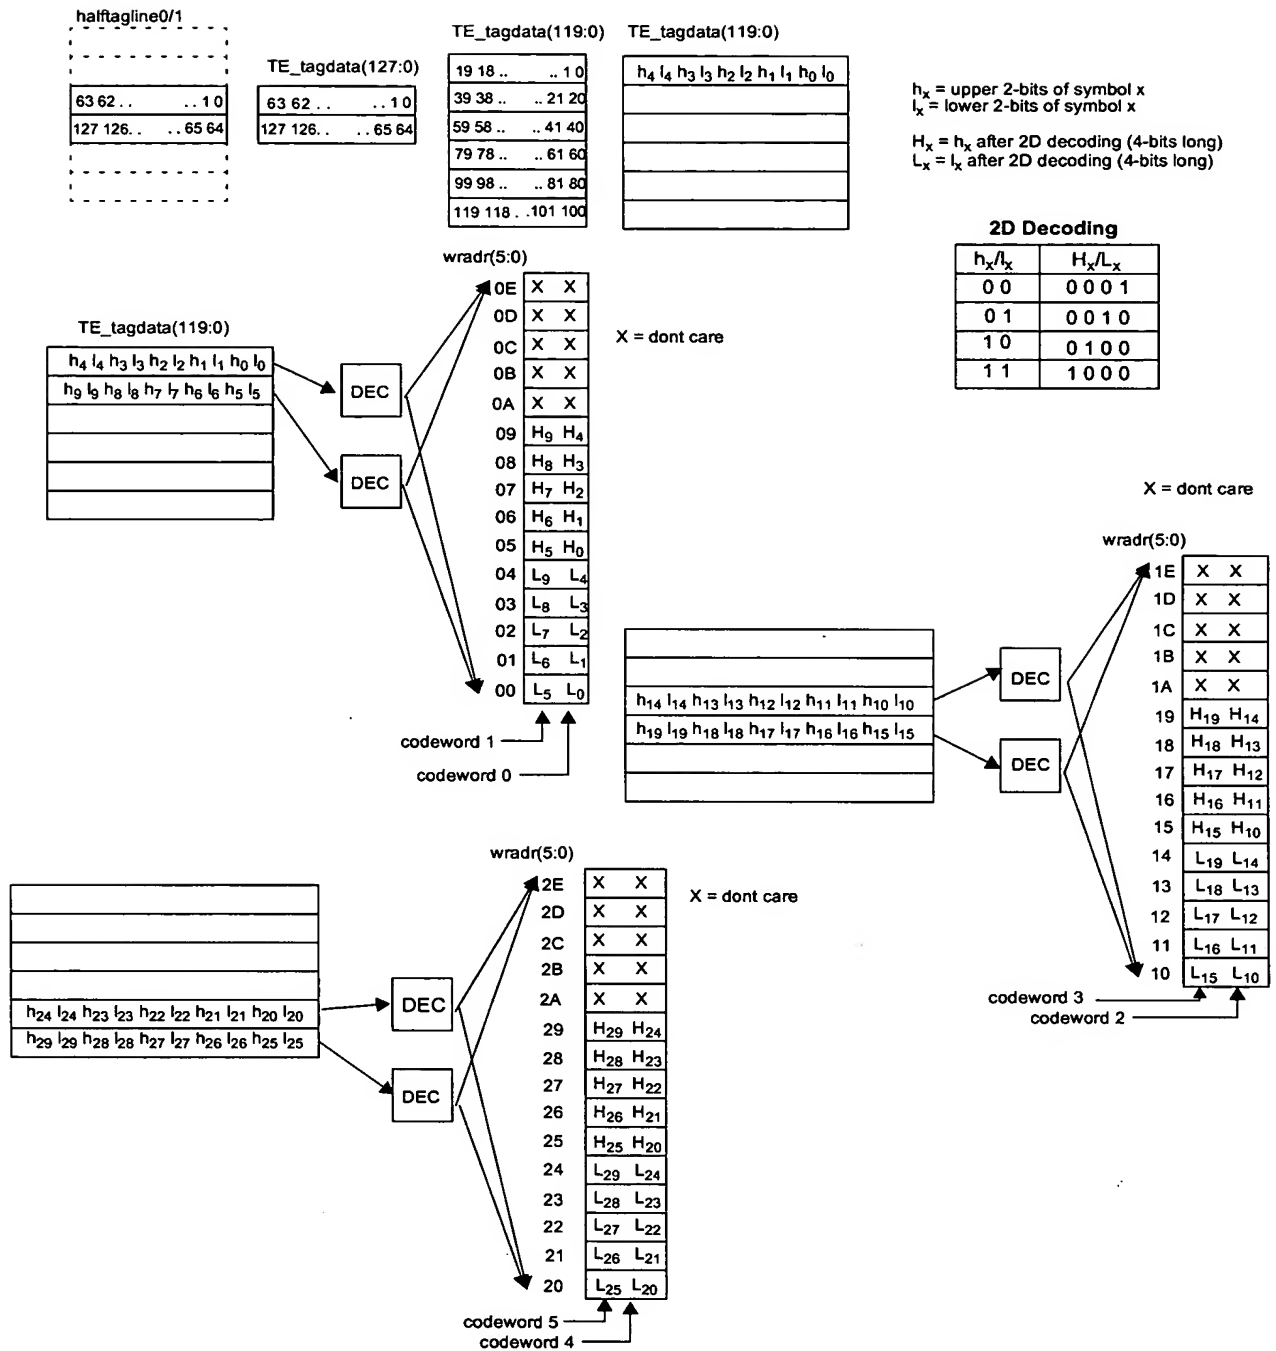 halftagline0/1
63 62 . . . . 1 0
127 126. . . . 65 64
TE_tagdata(127:0)
63 62 . . . . 1 0
127 126. . . . 65 64
TE_tagdata(119:0)
19 18 .. .. 1 0
39 38 .. .. 21 20
59 58 .. .. 41 40
79 78 .. .. 61 60
99 98 .. .. 81 80
119 118 . . 101 100
TE_tagdata(119:0)
h4 l4 h3 l3 h2 l2 h1 l1 h0 l0
hx = upper 2-bits of symbol x
lx = lower 2-bits of symbol x
Hx = hx after 2D decoding (4-bits long)
Lx = lx after 2D decoding (4-bits long)
2D Decoding
hx/lx Hx/Lx
0 0 0 0 0 1
0 1 0 0 1 0
1 0 0 1 0 0
1 1 1 0 0 0
TE_tagdata(119:0)
h4 l4 h3 l3 h2 l2 h1 l1 h0 l0
h9 l9 h8 l8 h7 l7 h6 l6 h5 l5
DEC
DEC
wradr(5:0)
0E X X
0D X X
0C X X
0B X X
0A X X
09 H9 H4
08 H8 H3
07 H7 H2
06 H6 H1
05 H5 H0
04 L9 L4
03 L8 L3
02 L7 L2
01 L6 L1
00 L5 L0
X = dont care
codeword 1
codeword 0
h14 l14 h13 l13 h12 l12 h11 l11 h10 l10
h19 l19 h18 l18 h17 l17 h16 l16 h15 l15
DEC
DEC
X = dont care
wradr(5:0)
1E X X
1D X X
1C X X
1B X X
1A X X
19 H19 H14
18 H18 H13
17 H17 H12
16 H16 H11
15 H15 H10
14 L19 L14
13 L18 L13
12 L17 L12
11 L16 L11
10 L15 L10
codeword 3
codeword 2
h24 l24 h23 l23 h22 l22 h21 l21 h20 l20
h29 l29 h28 l28 h27 l27 h26 l26 h25 l25
DEC
DEC
wradr(5:0)
2E X X
2D X X
2C X X
2B X X
2A X X
29 H29 H24
28 H28 H23
27 H27 H22
26 H26 H21
25 H25 H20
24 L29 L24
23 L28 L23
22 L27 L22
21 L26 L21
20 L25 L20
X = dont care
codeword 5
codeword 4